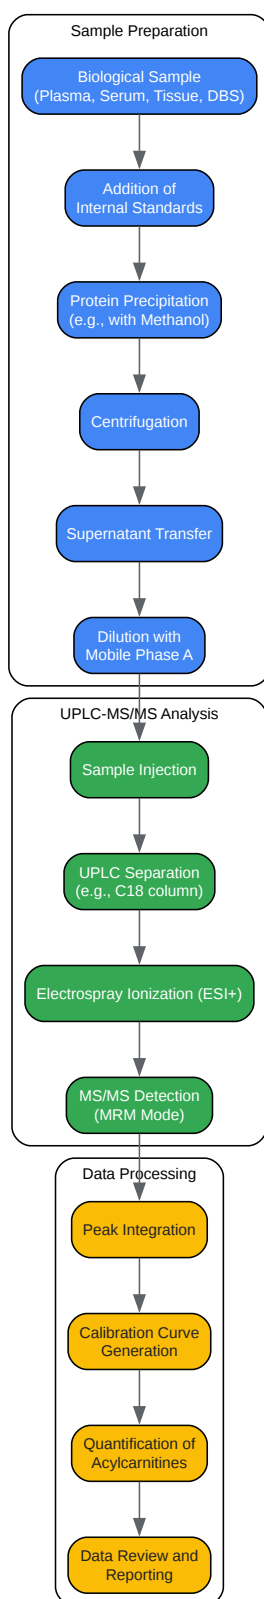 Sample Preparation
Biological Sample
(Plasma, Serum, Tissue, DBS)
Addition of
Internal Standards
Protein Precipitation
(e.g., with Methanol)
Centrifugation
Supernatant Transfer
Dilution with
Mobile Phase A
UPLC-MS/MS Analysis
Sample Injection
UPLC Separation
(e.g., C18 column)
Electrospray Ionization (ESI+)
MS/MS Detection
(MRM Mode)
Data Processing
Peak Integration
Calibration Curve
Generation
Quantification of
Acylcarnitines
Data Review and
Reporting